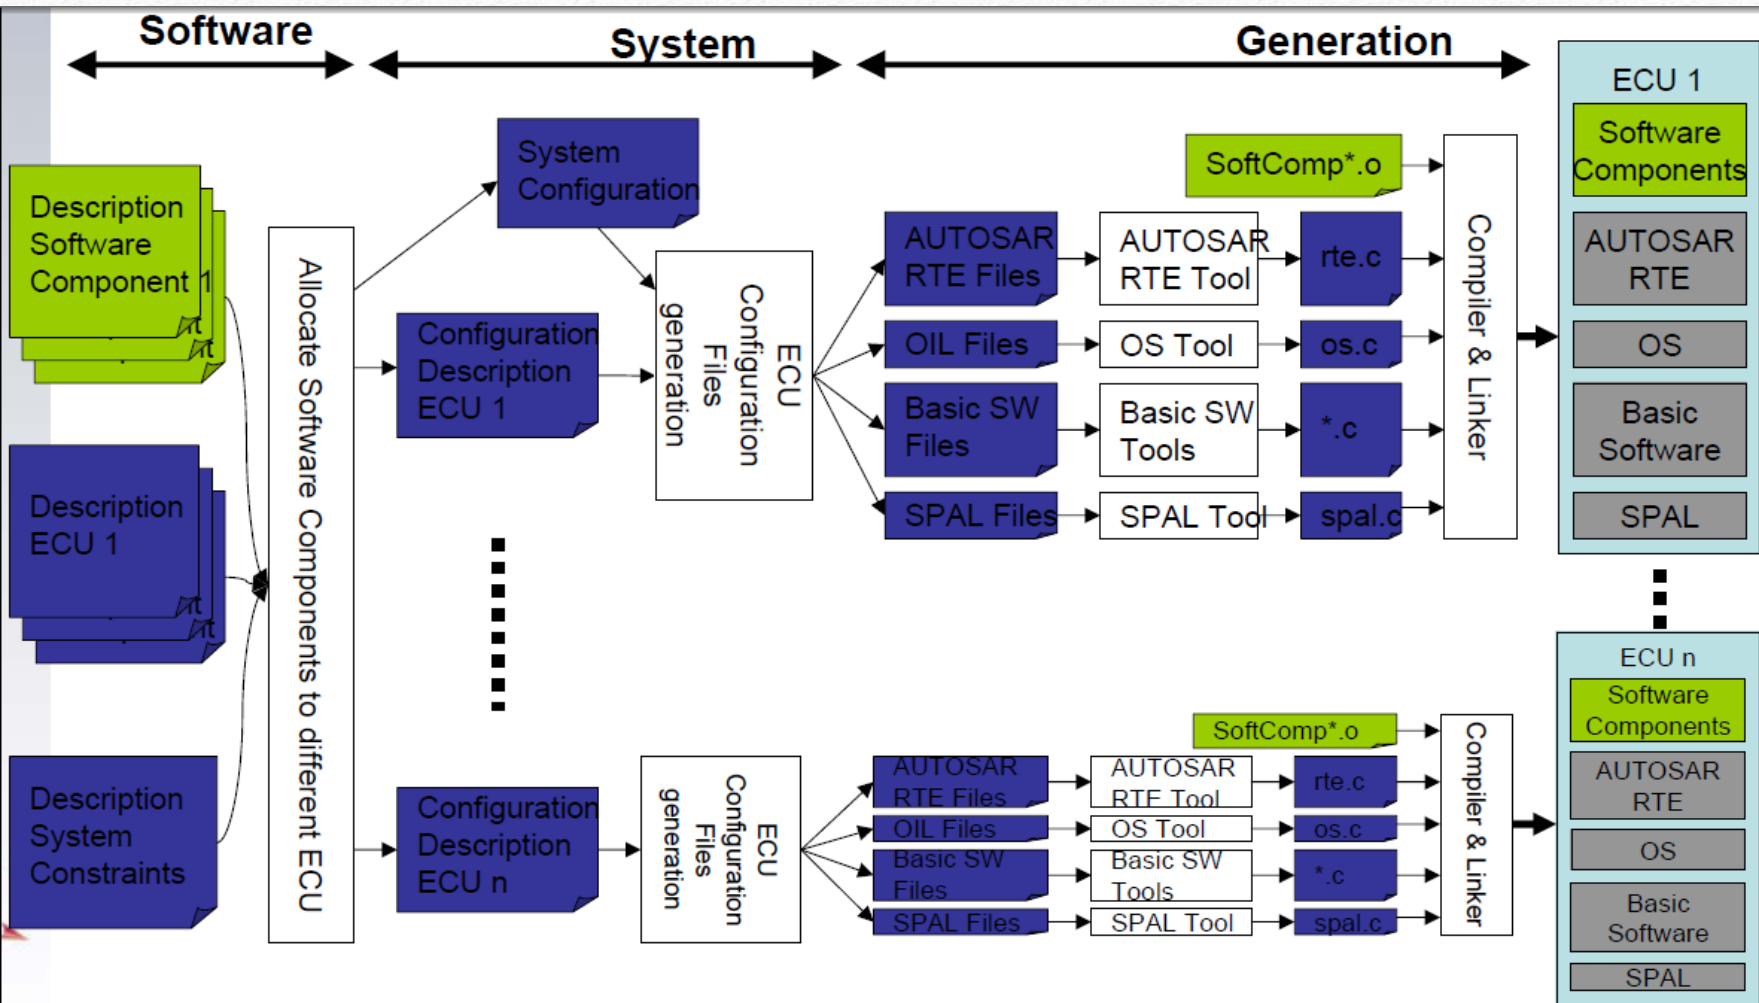 Software
System
Generation
Description
Software
Component 1
it
it
Description
ECU 1
it
it
Description
System
Constraints
Allocate Software Components to different ECU
System
Configuration
Configuration
Description
ECU 1
ECU
Configuration
Files
generation
SoftComp*.o
AUTOSAR
RTE Files
AUTOSAR
RTE Tool
rte.c
OIL Files
OS Tool
os.c
Basic SW
Files
Basic SW
Tools
*.c
SPAL Files
SPAL Tool
spal.c
Compiler & Linker
ECU 1
Software
Components
AUTOSAR
RTE
OS
Basic
Software
SPAL
Configuration
Description
ECU n
ECU
Configuration
Files
generation
SoftComp*.o
AUTOSAR
RTE Files
AUTOSAR
RTE Tool
rte.c
OIL Files
OS Tool
os.c
Basic SW
Files
Basic SW
Tools
*.c
SPAL Files
SPAL Tool
spal.c
Compiler & Linker
ECU n
Software
Components
AUTOSAR
RTE
OS
Basic
Software
SPAL